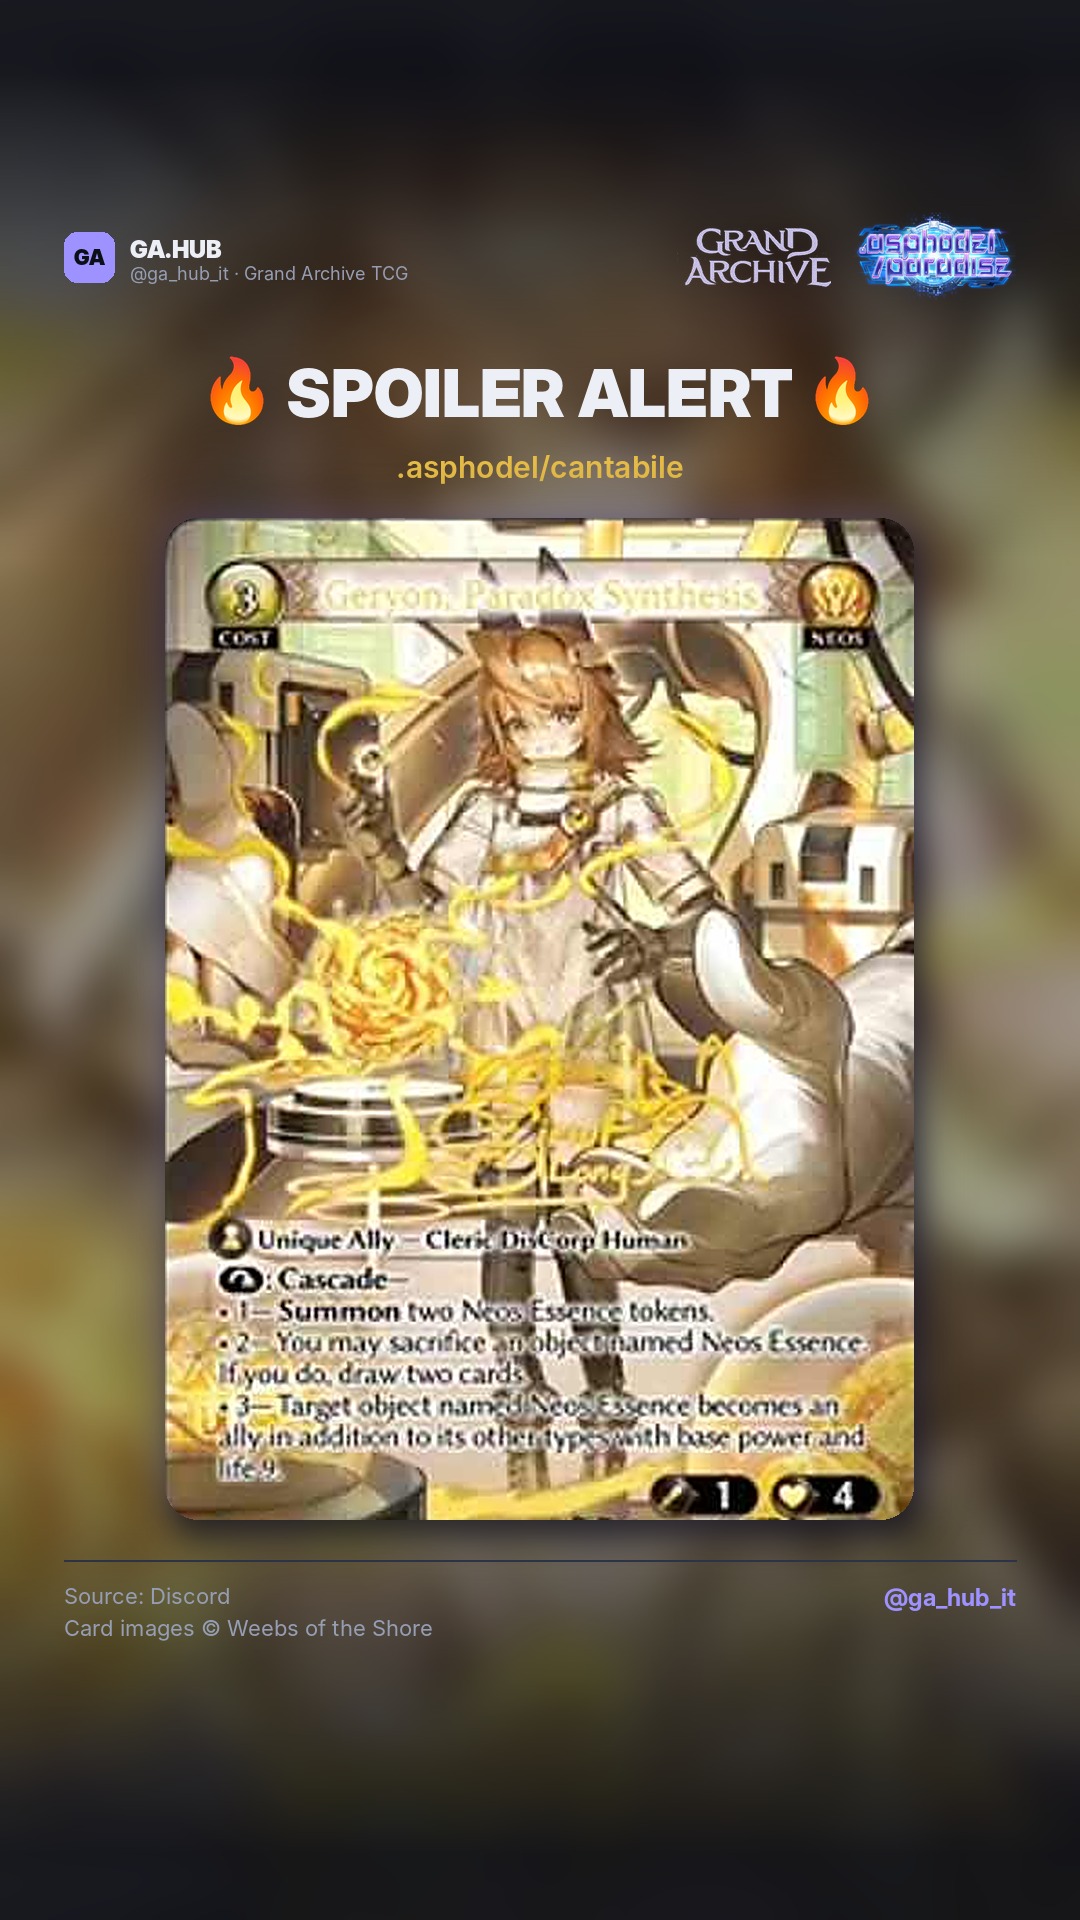 GA
GA.HUB
@ga_hub_it · Grand Archive TCG
GRAND
ARCHIVE
.asphodel
/paradise
🔥 SPOILER ALERT 🔥
.asphodel/cantabile
3
COST
Geryon, Paradox Synthesis
NEOS
Unique Ally — Cleric DisCorp Human
: Cascade—
• 1— Summon two Neos Essence tokens.
• 2— You may sacrifice an object named Neos Essence.
If you do, draw two cards.
• 3— Target object named Neos Essence becomes an
ally in addition to its other types with base power and
life 9.
1
4
Source: Discord
Card images © Weebs of the Shore
@ga_hub_it